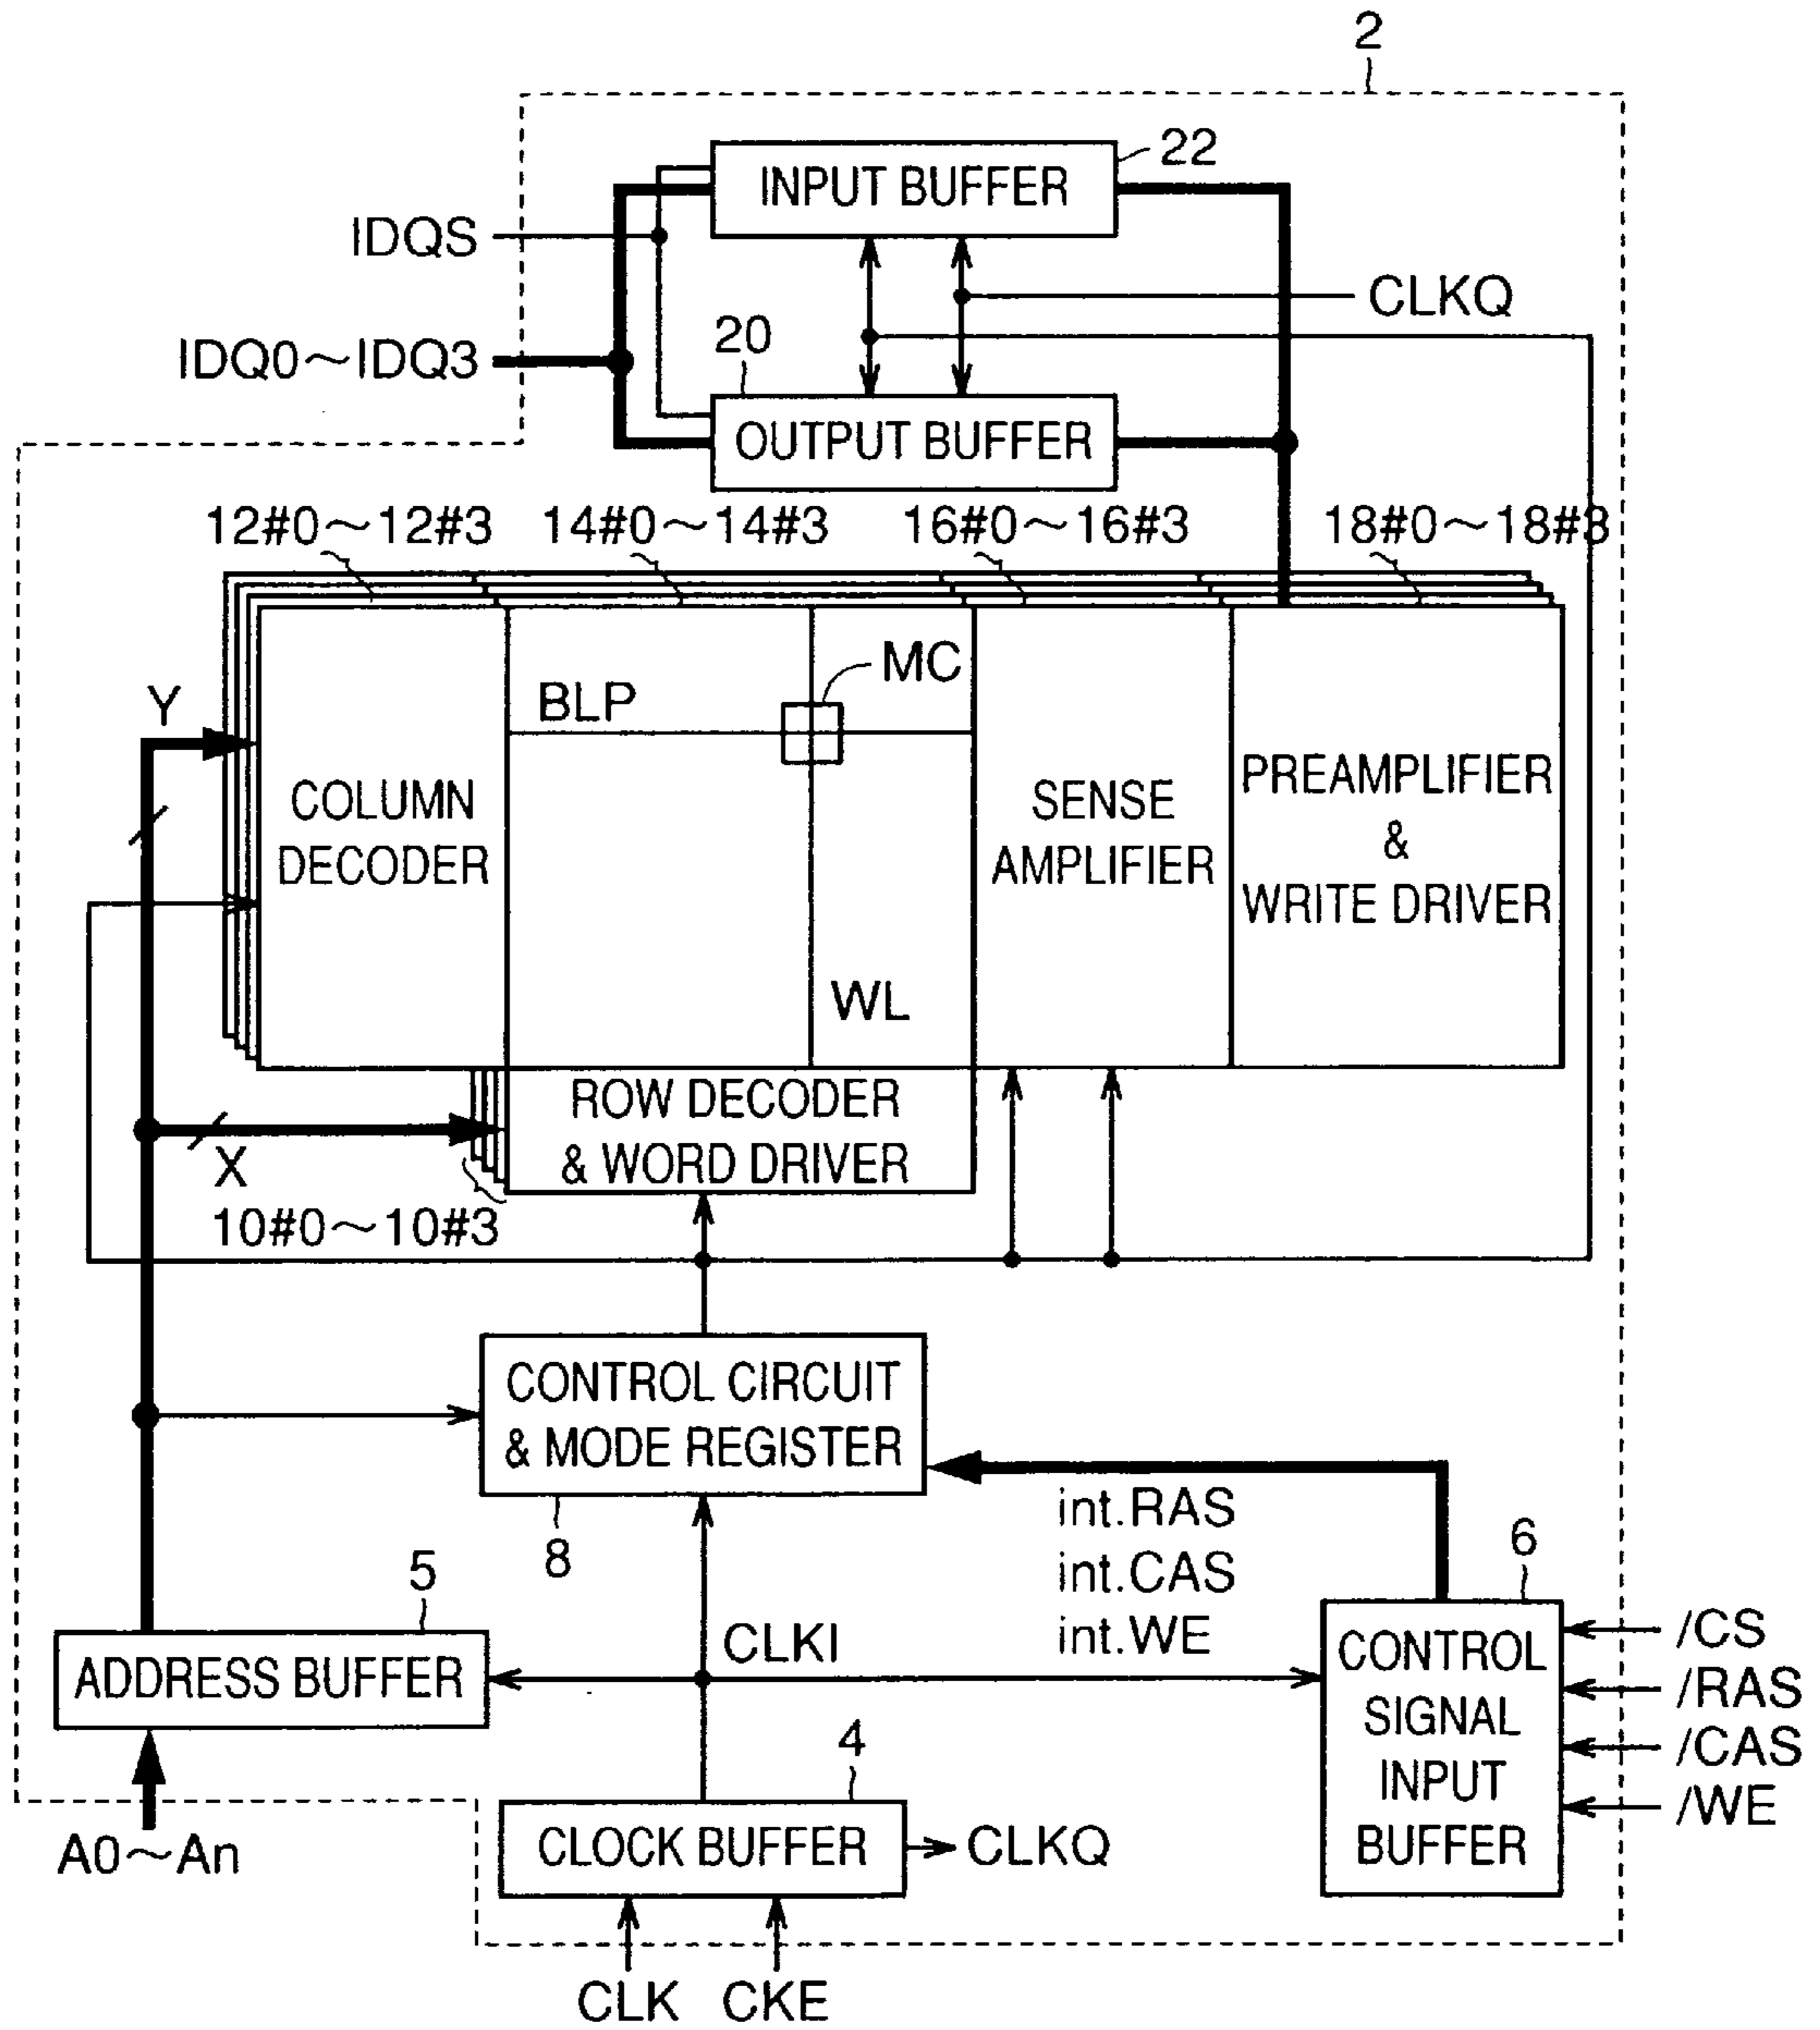 2
INPUT BUFFER
22
IDQS
CLKQ
20
IDQ0~IDQ3
OUTPUT BUFFER
12#0~12#3
14#0~14#3
16#0~16#3
18#0~18#3
MC
BLP
Y
COLUMN
DECODER
SENSE
AMPLIFIER
PREAMPLIFIER
&
WRITE DRIVER
WL
ROW DECODER
& WORD DRIVER
X
10#0~10#3
CONTROL CIRCUIT
& MODE REGISTER
8
int.RAS
int.CAS
int.WE
6
5
CLKI
ADDRESS BUFFER
CONTROL
SIGNAL
INPUT
BUFFER
/CS
/RAS
/CAS
/WE
4
A0~An
CLOCK BUFFER
CLKQ
CLK
CKE